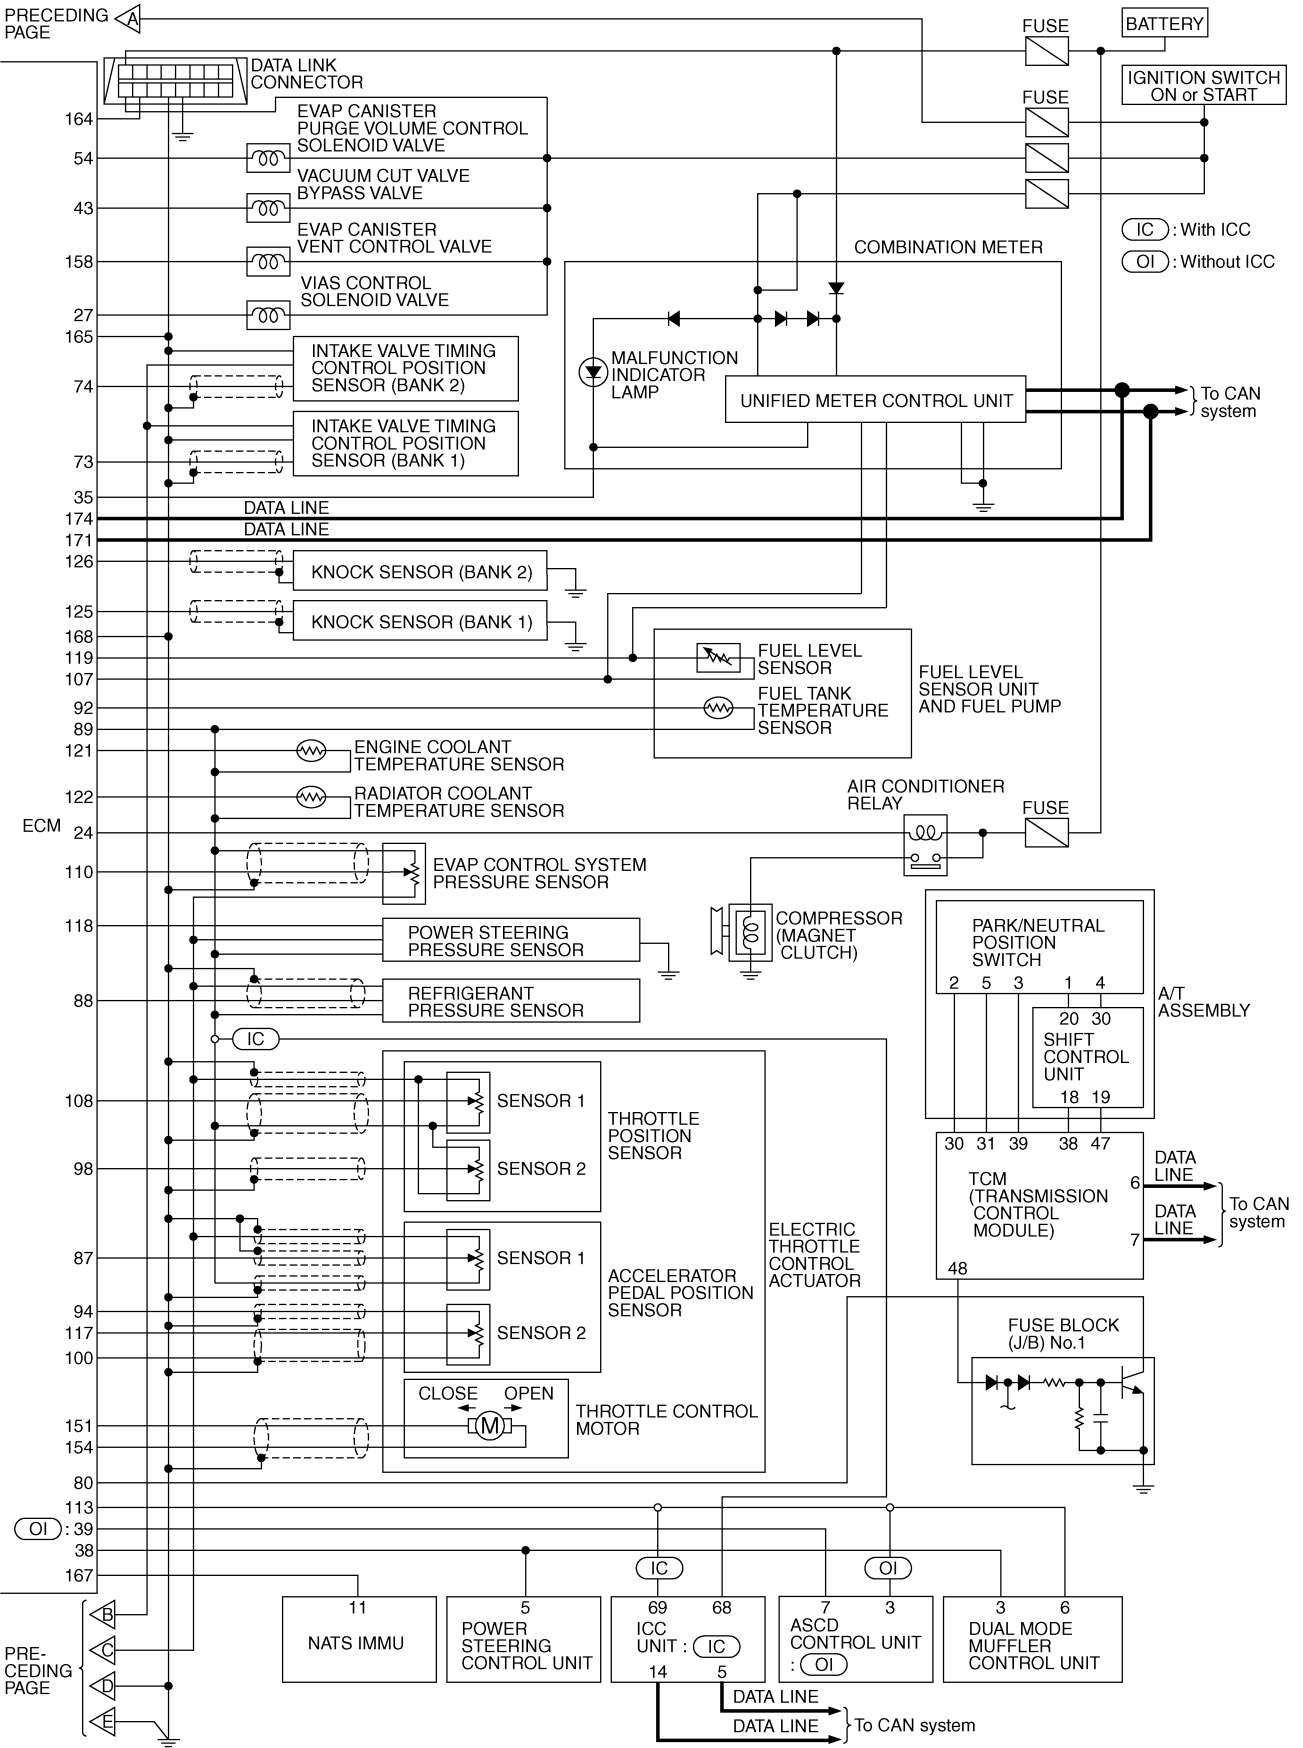 PRECEDING
PAGE
A
FUSE
BATTERY
DATA LINK
CONNECTOR
IGNITION SWITCH
ON or START
FUSE
164
EVAP CANISTER
PURGE VOLUME CONTROL
SOLENOID VALVE
54
VACUUM CUT VALVE
BYPASS VALVE
43
IC : With ICC
EVAP CANISTER
VENT CONTROL VALVE
COMBINATION METER
158
OI : Without ICC
VIAS CONTROL
SOLENOID VALVE
27
165
INTAKE VALVE TIMING
CONTROL POSITION
SENSOR (BANK 2)
74
MALFUNCTION
INDICATOR
LAMP
UNIFIED METER CONTROL UNIT
To CAN
system
INTAKE VALVE TIMING
CONTROL POSITION
SENSOR (BANK 1)
73
35
DATA LINE
174
DATA LINE
171
126
KNOCK SENSOR (BANK 2)
125
KNOCK SENSOR (BANK 1)
168
119
FUEL LEVEL
SENSOR
107
FUEL LEVEL
SENSOR UNIT
AND FUEL PUMP
92
FUEL TANK
TEMPERATURE
SENSOR
89
121
ENGINE COOLANT
TEMPERATURE SENSOR
122
RADIATOR COOLANT
TEMPERATURE SENSOR
AIR CONDITIONER
RELAY
FUSE
ECM
24
110
EVAP CONTROL SYSTEM
PRESSURE SENSOR
118
POWER STEERING
PRESSURE SENSOR
COMPRESSOR
(MAGNET
CLUTCH)
PARK/NEUTRAL
POSITION
SWITCH
2 5 3 1 4
A/T
ASSEMBLY
88
REFRIGERANT
PRESSURE SENSOR
20 30
SHIFT
CONTROL
UNIT
18 19
IC
108
SENSOR 1
THROTTLE
POSITION
SENSOR
98
SENSOR 2
30 31 39 38 47
TCM
(TRANSMISSION
CONTROL
MODULE)
6
DATA
LINE
7
DATA
LINE
To CAN
system
48
87
SENSOR 1
ACCELERATOR
PEDAL POSITION
SENSOR
ELECTRIC
THROTTLE
CONTROL
ACTUATOR
94
117
SENSOR 2
100
FUSE BLOCK
(J/B) No.1
CLOSE OPEN
M
THROTTLE CONTROL
MOTOR
151
154
80
113
OI : 39
38
167
IC
OI
11
NATS IMMU
5
POWER
STEERING
CONTROL UNIT
69 68
ICC
UNIT : IC
14 5
7 3
ASCD
CONTROL UNIT
: OI
3 6
DUAL MODE
MUFFLER
CONTROL UNIT
PRE-
CEDING
PAGE
B
C
D
E
DATA LINE
DATA LINE
To CAN system